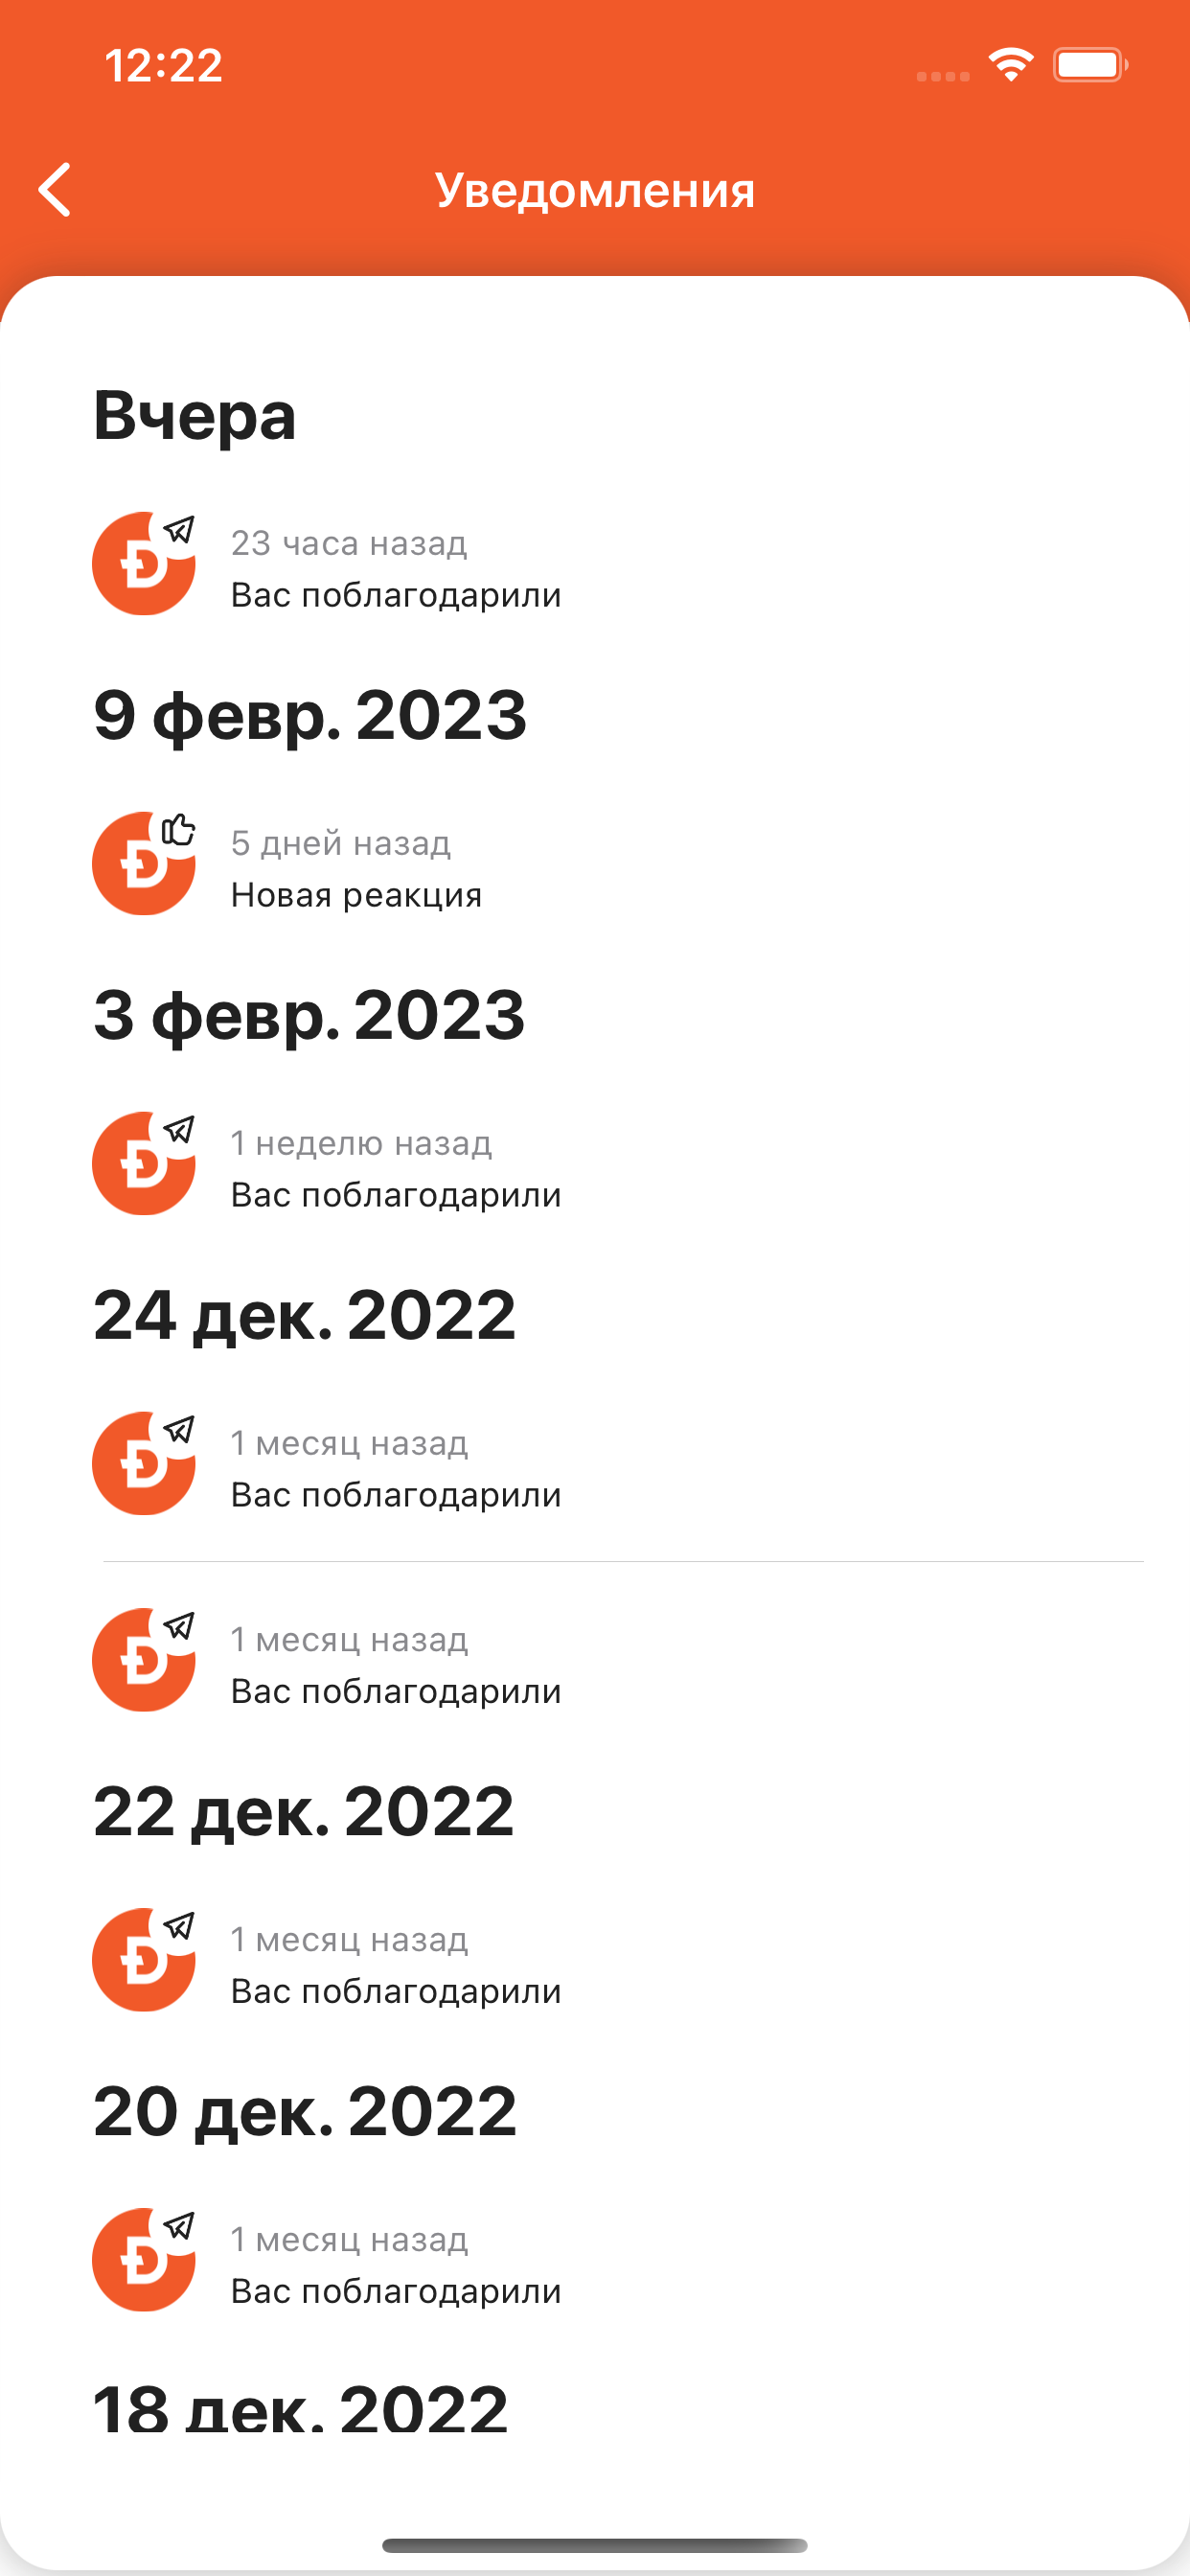 12:22
Уведомления
Вчера
23 часа назад
Вас поблагодарили
9 февр. 2023
5 дней назад
Новая реакция
3 февр. 2023
1 неделю назад
Вас поблагодарили
24 дек. 2022
1 месяц назад
Вас поблагодарили
1 месяц назад
Вас поблагодарили
22 дек. 2022
1 месяц назад
Вас поблагодарили
20 дек. 2022
1 месяц назад
Вас поблагодарили
18 дек. 2022